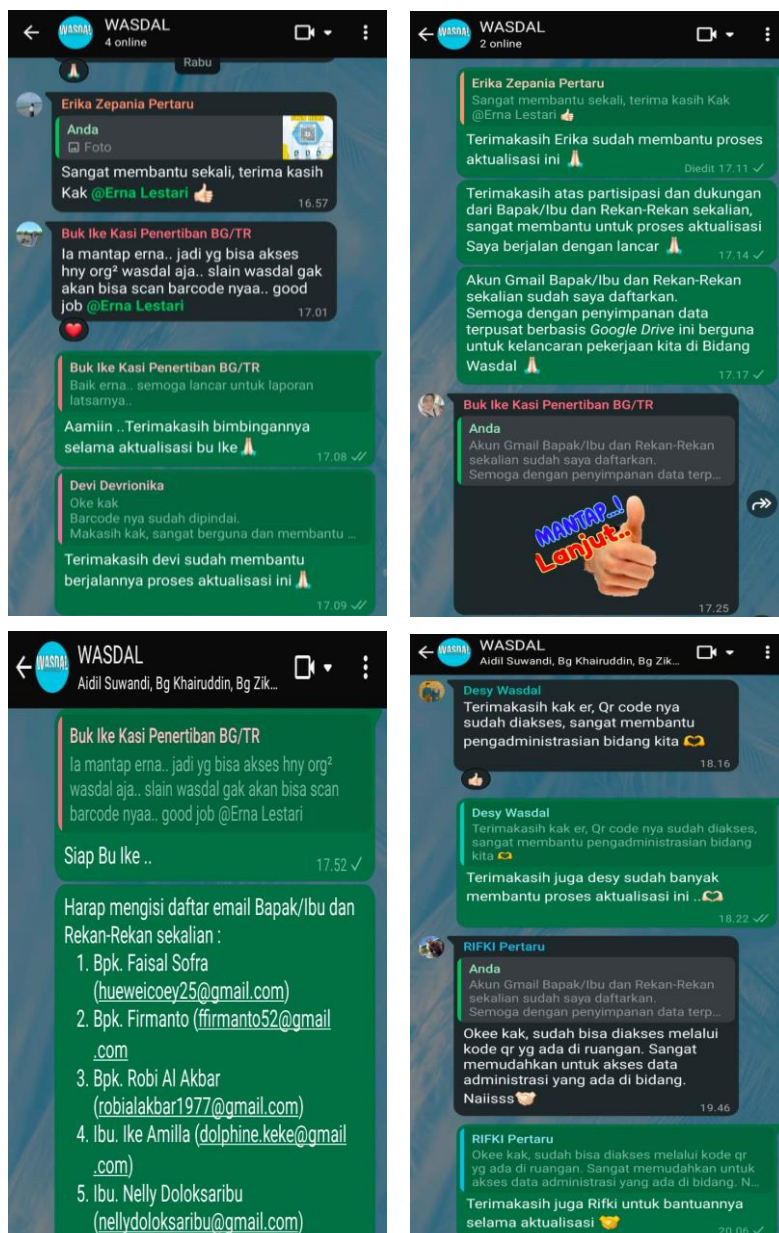 WASDAL
4 online
Rabu
Erika Zepania Pertaru
Anda
Foto
Sangat membantu sekali, terima kasih
Kak @Erna Lestari 👍🏻
16.57
Buk Ike Kasi Penertiban BG/TR
Ia mantap erna.. jadi yg bisa akses
hny org² wasdal aja.. slain wasdal gak
akan bisa scan barcode nyaa.. good
job @Erna Lestari
17.01
Buk Ike Kasi Penertiban BG/TR
Baik erna.. semoga lancar untuk laporan
latsarnya..
Aamiin ..Terimakasih bimbingannya
selama aktualisasi bu Ike🙏🏻
17.08
Devi Devrionika
Oke kak
Barcode nya sudah dipindai.
Makasih kak, sangat berguna dan membantu ...
Terimakasih devi sudah membantu
berjalannya proses aktualisasi ini 🙏🏻
17.09
WASDAL
2 online
Erika Zepania Pertaru
Sangat membantu sekali, terima kasih Kak
@Erna Lestari 👍🏻
Terimakasih Erika sudah membantu proses
aktualisasi ini 🙏🏻
Diedit 17.11
Terimakasih atas partisipasi dan dukungan
dari Bapak/Ibu dan Rekan-Rekan sekalian,
sangat membantu untuk proses aktualisasi
Saya berjalan dengan lancar 🙏🏻
17.14
Akun Gmail Bapak/Ibu dan Rekan-Rekan
sekalian sudah saya daftarkan.
Semoga dengan penyimpanan data
terpusat berbasis Google Drive ini berguna
untuk kelancaran pekerjaan kita di Bidang
Wasdal 🙏🏻
17.17
Buk Ike Kasi Penertiban BG/TR
Anda
Akun Gmail Bapak/Ibu dan Rekan-Rekan
sekalian sudah saya daftarkan.
Semoga dengan penyimpanan data terp...
MANTAP..!
Lanjut..
17.25
WASDAL
Aidil Suwandi, Bg Khairuddin, Bg Zik...
Buk Ike Kasi Penertiban BG/TR
Ia mantap erna.. jadi yg bisa akses hny org²
wasdal aja.. slain wasdal gak akan bisa scan
barcode nyaa.. good job @Erna Lestari
Siap Bu Ike ..
17.52
Harap mengisi daftar email Bapak/Ibu dan
Rekan-Rekan sekalian :
1. Bpk. Faisal Sofra
(hueweicoey25@gmail.com)
2. Bpk. Firmanto (ffirmanto52@gmail
.com
3. Bpk. Robi Al Akbar
(robialakbar1977@gmail.com)
4. Ibu. Ike Amilla (dolphine.keke@gmail
.com)
5. Ibu. Nelly Doloksaribu
(nellydoloksaribu@gmail.com)
WASDAL
Aidil Suwandi, Bg Khairuddin, Bg Zik...
Desy Wasdal
Terimakasih kak er, Qr code nya
sudah diakses, sangat membantu
pengadministrasian bidang kita 🫶
18.16
Desy Wasdal
Terimakasih kak er, Qr code nya sudah diakses,
sangat membantu pengadministrasian bidang
kita 🫶
Terimakasih juga desy sudah banyak
membantu proses aktualisasi ini ..🫶🏻
18.22
RIFKI Pertaru
Anda
Akun Gmail Bapak/Ibu dan Rekan-Rekan
sekalian sudah saya daftarkan.
Semoga dengan penyimpanan data terp...
Okee kak, sudah bisa diakses melalui
kode qr yg ada di ruangan. Sangat
memudahkan untuk akses data
administrasi yang ada di bidang.
Naiisss🤝🏻
19.46
RIFKI Pertaru
Okee kak, sudah bisa diakses melalui kode qr
yg ada di ruangan. Sangat memudahkan untuk
akses data administrasi yang ada di bidang. N...
Terimakasih juga Rifki untuk bantuannya
selama aktualisasi 🤝
20.06